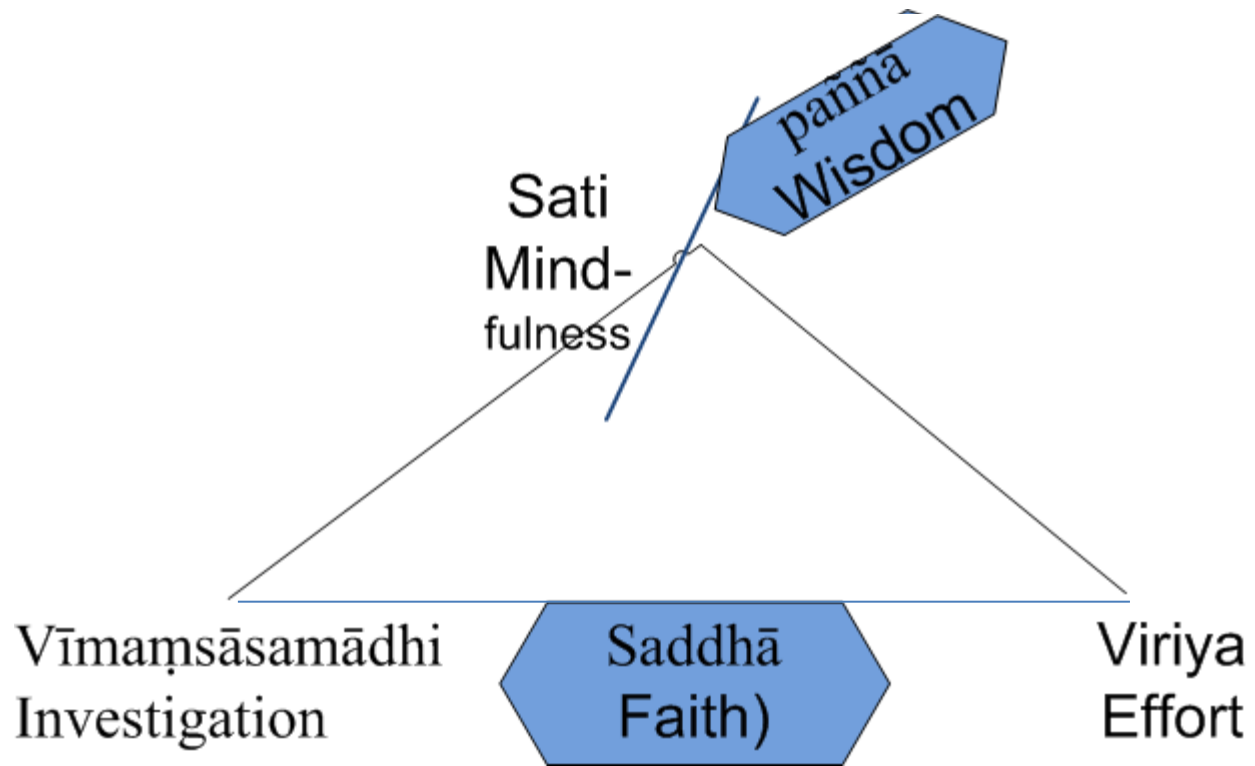 paññā
Wisdom
Sati
Mind-
fulness
Vīmaṃsāsamādhi
Investigation
Saddhā
Faith)
Viriya
Effort